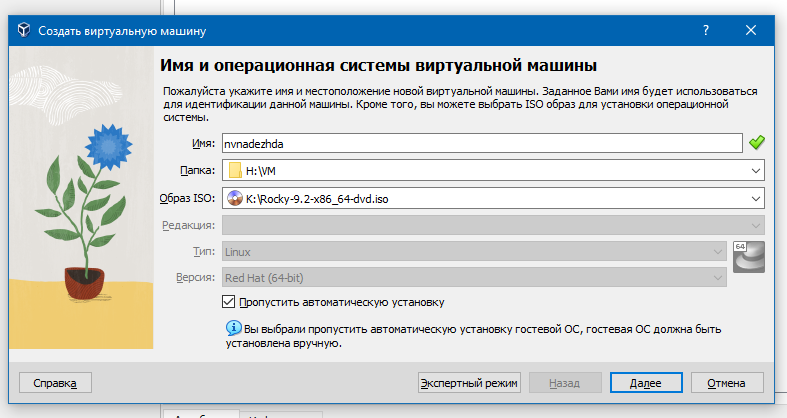 Создать виртуальную машину
Имя и операционная системы виртуальной машины
Пожалуйста укажите имя и местоположение новой виртуальной машины. Заданное Вами имя будет использоваться
для идентификации данной машины. Кроме того, вы можете выбрать ISO образ для установки операционной
системы.
Имя: nvnadezhda
Папка: H:\VM
Образ ISO: K:\Rocky-9.2-x86_64-dvd.iso
Редакция:
Тип: Linux
64
Версия: Red Hat (64-bit)
Пропустить автоматическую установку
Вы выбрали пропустить автоматическую установку гостевой ОС, гостевая ОС должна быть
установлена вручную.
Справка Экспертный режим Назад Далее Отмена